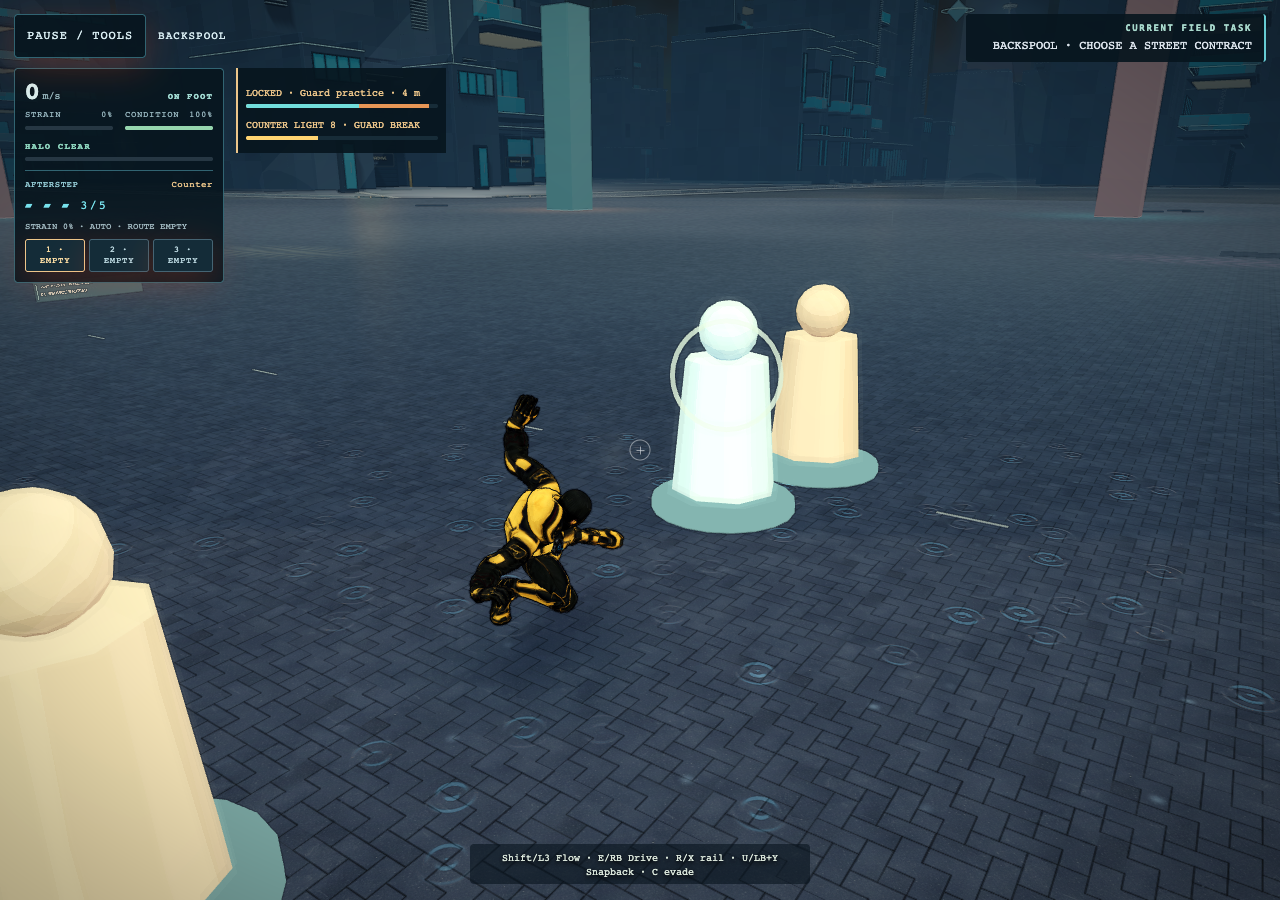 PAUSE / TOOLS
BACKSPOOL
CURRENT FIELD TASK
BACKSPOOL · CHOOSE A STREET CONTRACT
0 m/s
ON FOOT
STRAIN 0%
CONDITION 100%
HALO CLEAR
AFTERSTEP
Counter
3/5
STRAIN 0% · AUTO · ROUTE EMPTY
1 ·
EMPTY
2 ·
EMPTY
3 ·
EMPTY
LOCKED · Guard practice · 4 m
COUNTER LIGHT 8 · GUARD BREAK
Shift/L3 Flow · E/RB Drive · R/X rail · U/LB+Y
Snapback · C evade